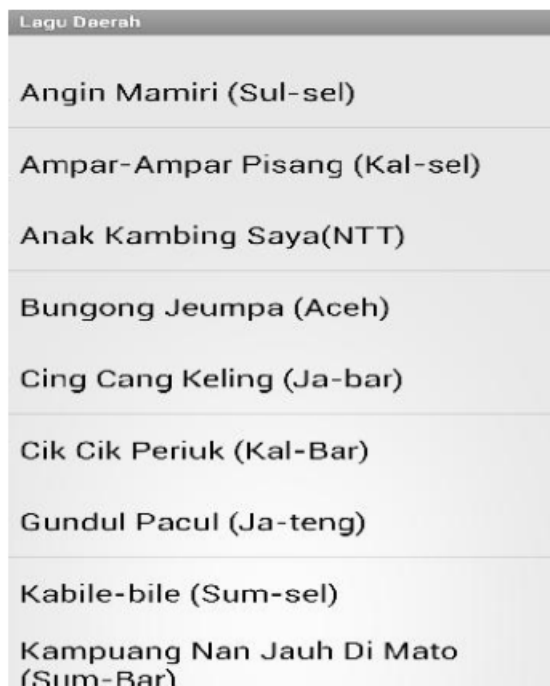 Lagu Daerah
Angin Mamiri (Sul-sel)
Ampar-Ampar Pisang (Kal-sel)
Anak Kambing Saya(NTT)
Bungong Jeumpa (Aceh)
Cing Cang Keling (Ja-bar)
Cik Cik Periuk (Kal-Bar)
Gundul Pacul (Ja-teng)
Kabile-bile (Sum-sel)
Kampuang Nan Jauh Di Mato
(Sum-Bar)